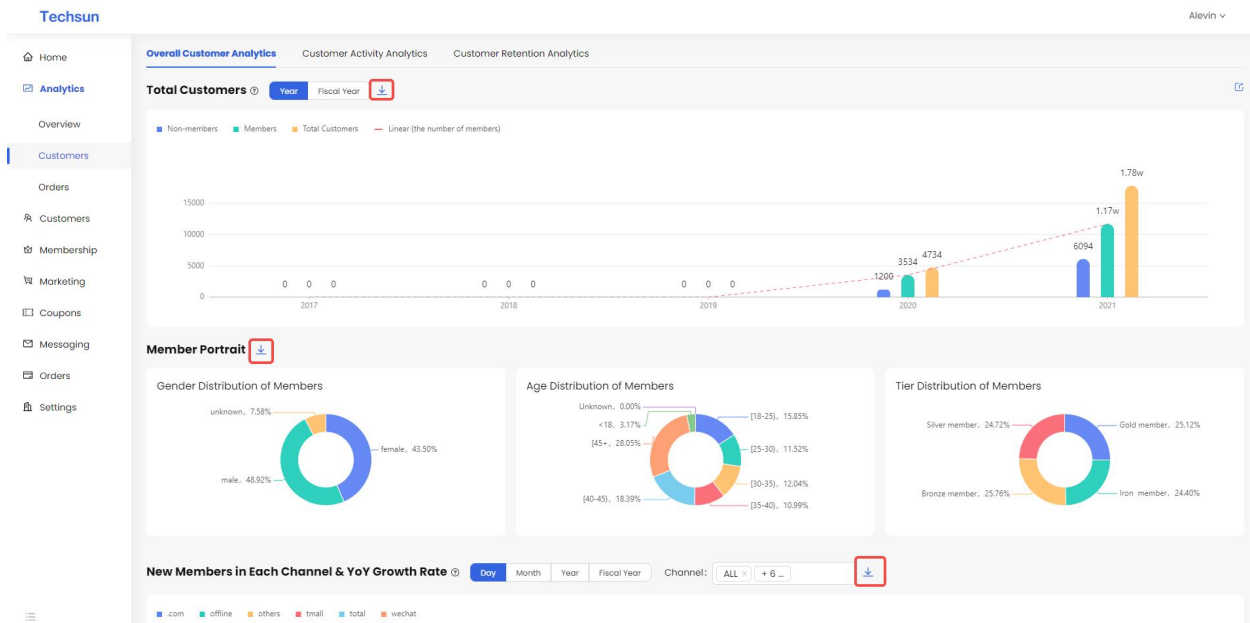 Techsun
Alevin
Home
Analytics
Overview
Customers
Orders
Customers
Membership
Marketing
Coupons
Messaging
Orders
Settings
Overall Customer Analytics Customer Activity Analytics Customer Retention Analytics
Total Customers Year Fiscal Year
Non-members Members Total Customers Linear (the number of members)
15000
10000
5000
0
0 0 0
0 0 0
0 0 0
1200 3534 4734
6094 1.17w 1.78w
2017 2018 2019 2020 2021
Member Portrait
Gender Distribution of Members
unknown, 7.58%
female, 43.50%
male, 48.92%
Age Distribution of Members
Unknown, 0.00%
<18, 3.17%
[45+, 28.05%
[40-45), 18.39%
[18-25), 15.85%
[25-30), 11.52%
[30-35), 12.04%
[35-40), 10.99%
Tier Distribution of Members
Silver member, 24.72%
Gold member, 25.12%
Bronze member, 25.76%
Iron member, 24.40%
New Members in Each Channel & YoY Growth Rate Day Month Year Fiscal Year Channel: ALL × + 6 ...
.com offline others tmall total wechat